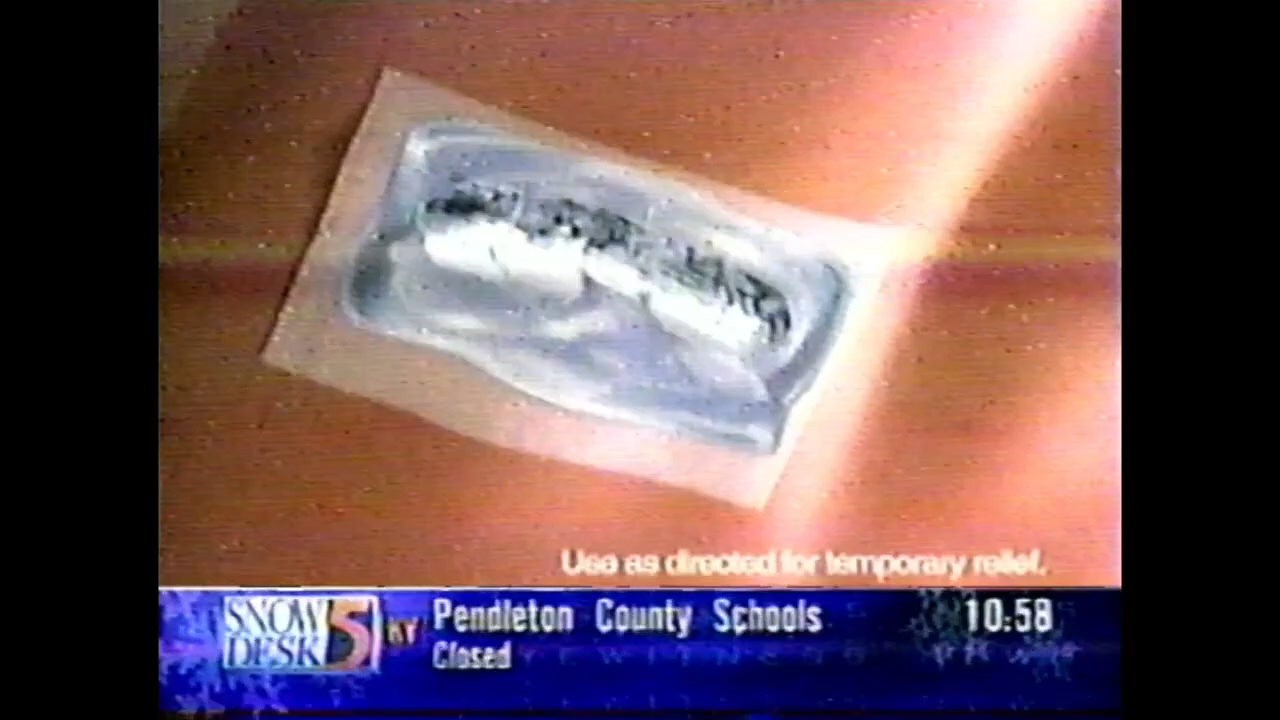 Use as directed for temporary relief.
SNOW
DESK 5
KY
Pendleton County Schools
10:58
Closed